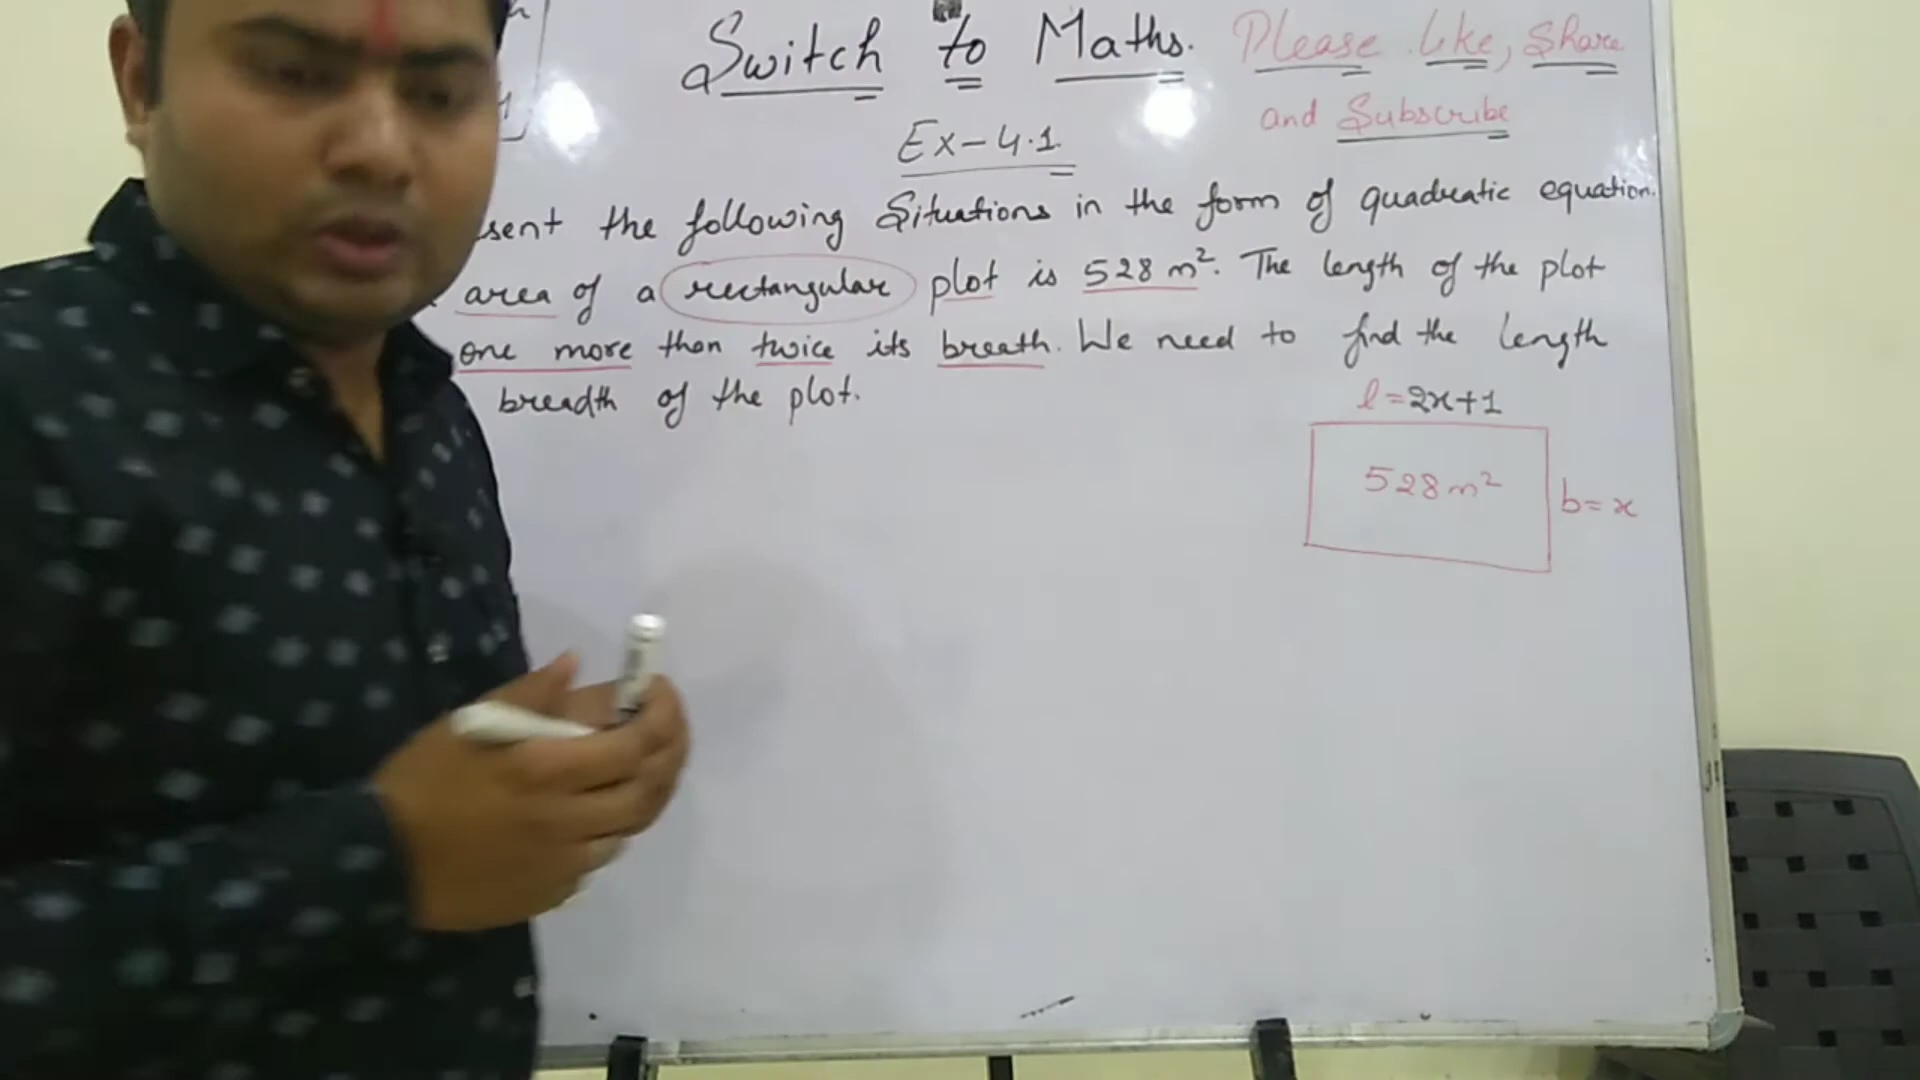 Switch to Maths. Please Like, Share
and Subscribe
Ex-4.1
the following Situations in the form of quadratic equation.
area of a rectangular plot is 528 m². The length of the plot
one more than twice its breath. We need to find the length
breadth of the plot.
l=2x+1
528 m²
b=x